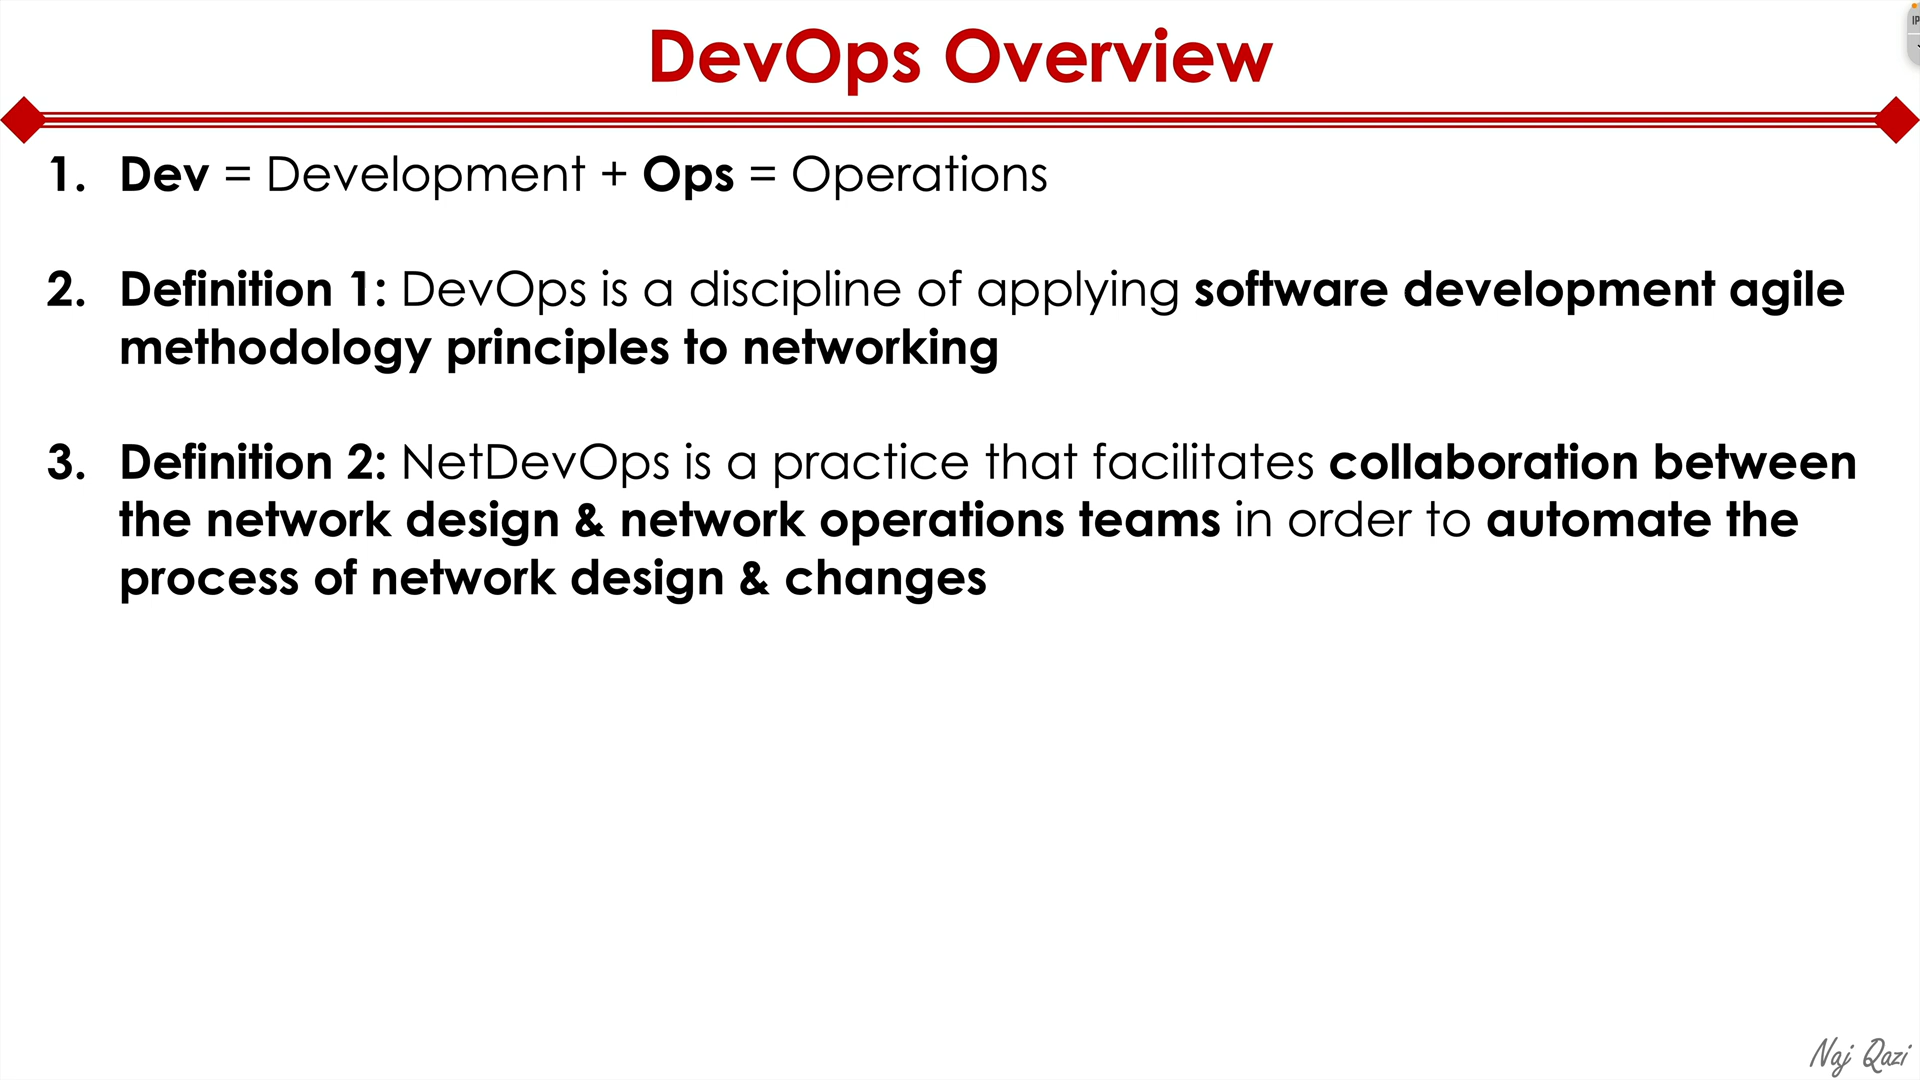 DevOps Overview
1. Dev = Development + Ops = Operations
2. Definition 1: DevOps is a discipline of applying software development agile
methodology principles to networking
3. Definition 2: NetDevOps is a practice that facilitates collaboration between
the network design & network operations teams in order to automate the
process of network design & changes
Naj Qazi